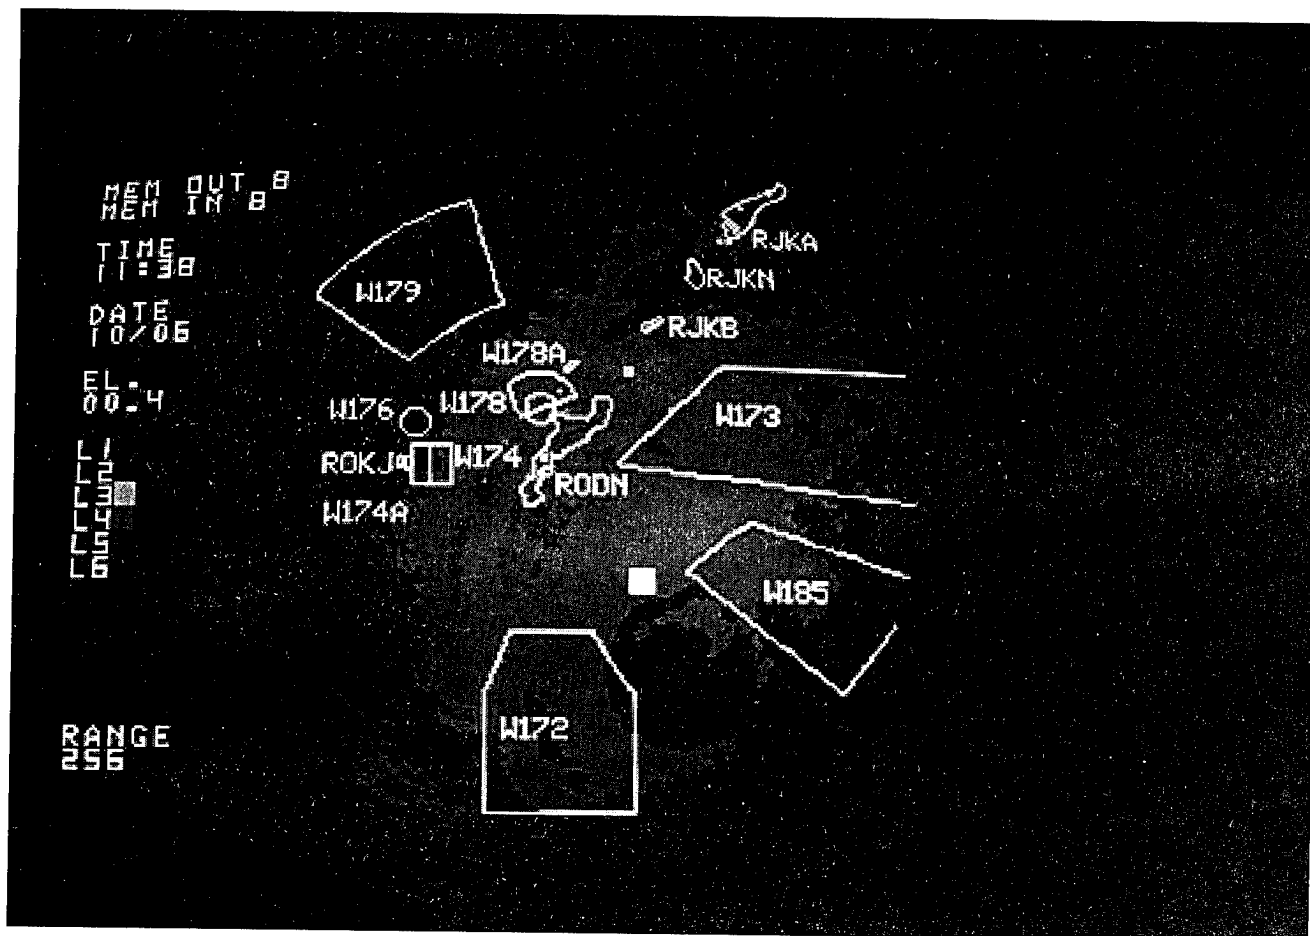 MEM OUT 8
MEM IN 8
TIME
11:38
DATE
10/06
EL.
00.4
L1
L2
L3
L4
L5
L6
RANGE
256
RJKA
RJKN
W179
RJKB
W178A
W176
W178
W173
ROKJ
W174
RODN
W174A
W185
W172